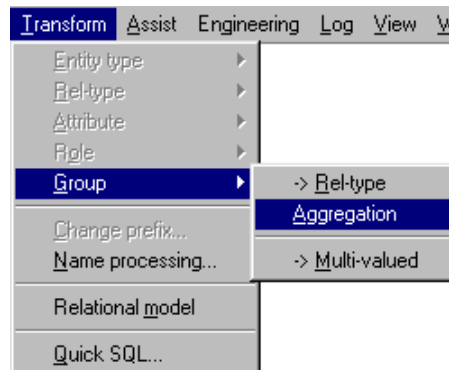 Transform Assist Engineering Log View
Entity type
Rel-type
Attribute
Role
Group
-> Rel-type
Aggregation
Change prefix...
Name processing...
-> Multi-valued
Relational model
Quick SQL...